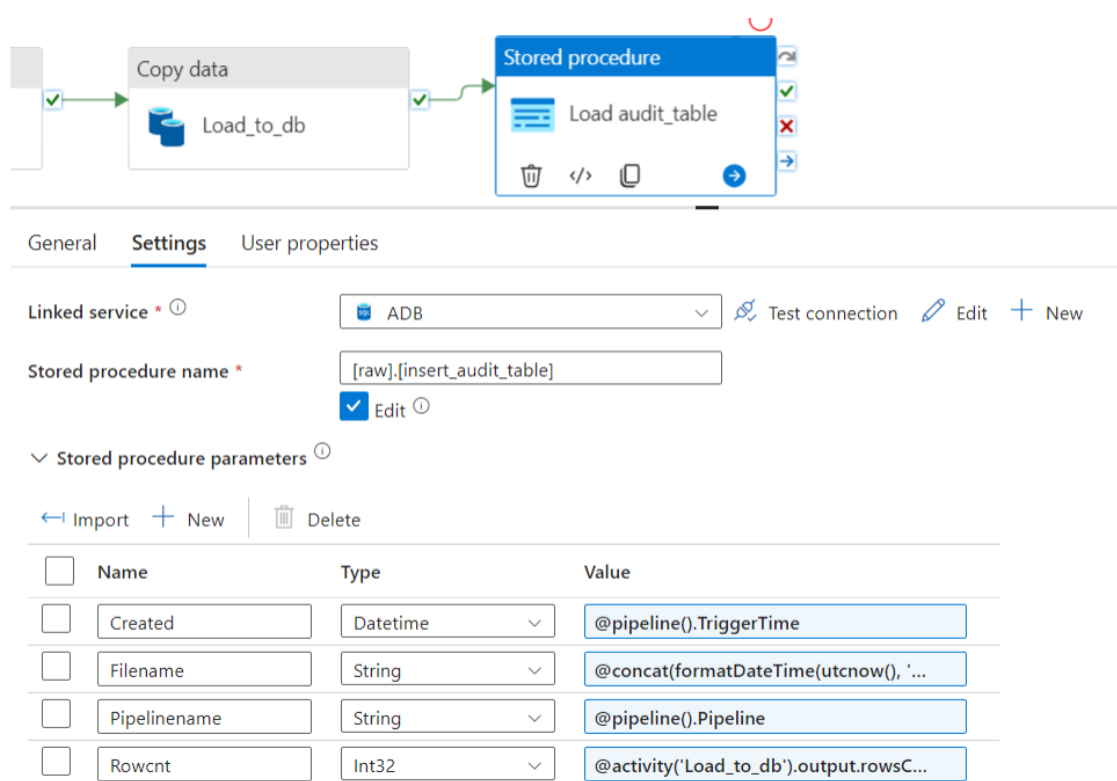 Copy data
Load_to_db
Stored procedure
Load audit_table
General Settings User properties
Linked service * ADB Test connection Edit New
Stored procedure name * [raw].[insert_audit_table]
Edit
Stored procedure parameters
Import New Delete
Name Type Value
Created Datetime @pipeline().TriggerTime
Filename String @concat(formatDateTime(utcnow(), '...
Pipelinename String @pipeline().Pipeline
Rowcnt Int32 @activity('Load_to_db').output.rowsC...